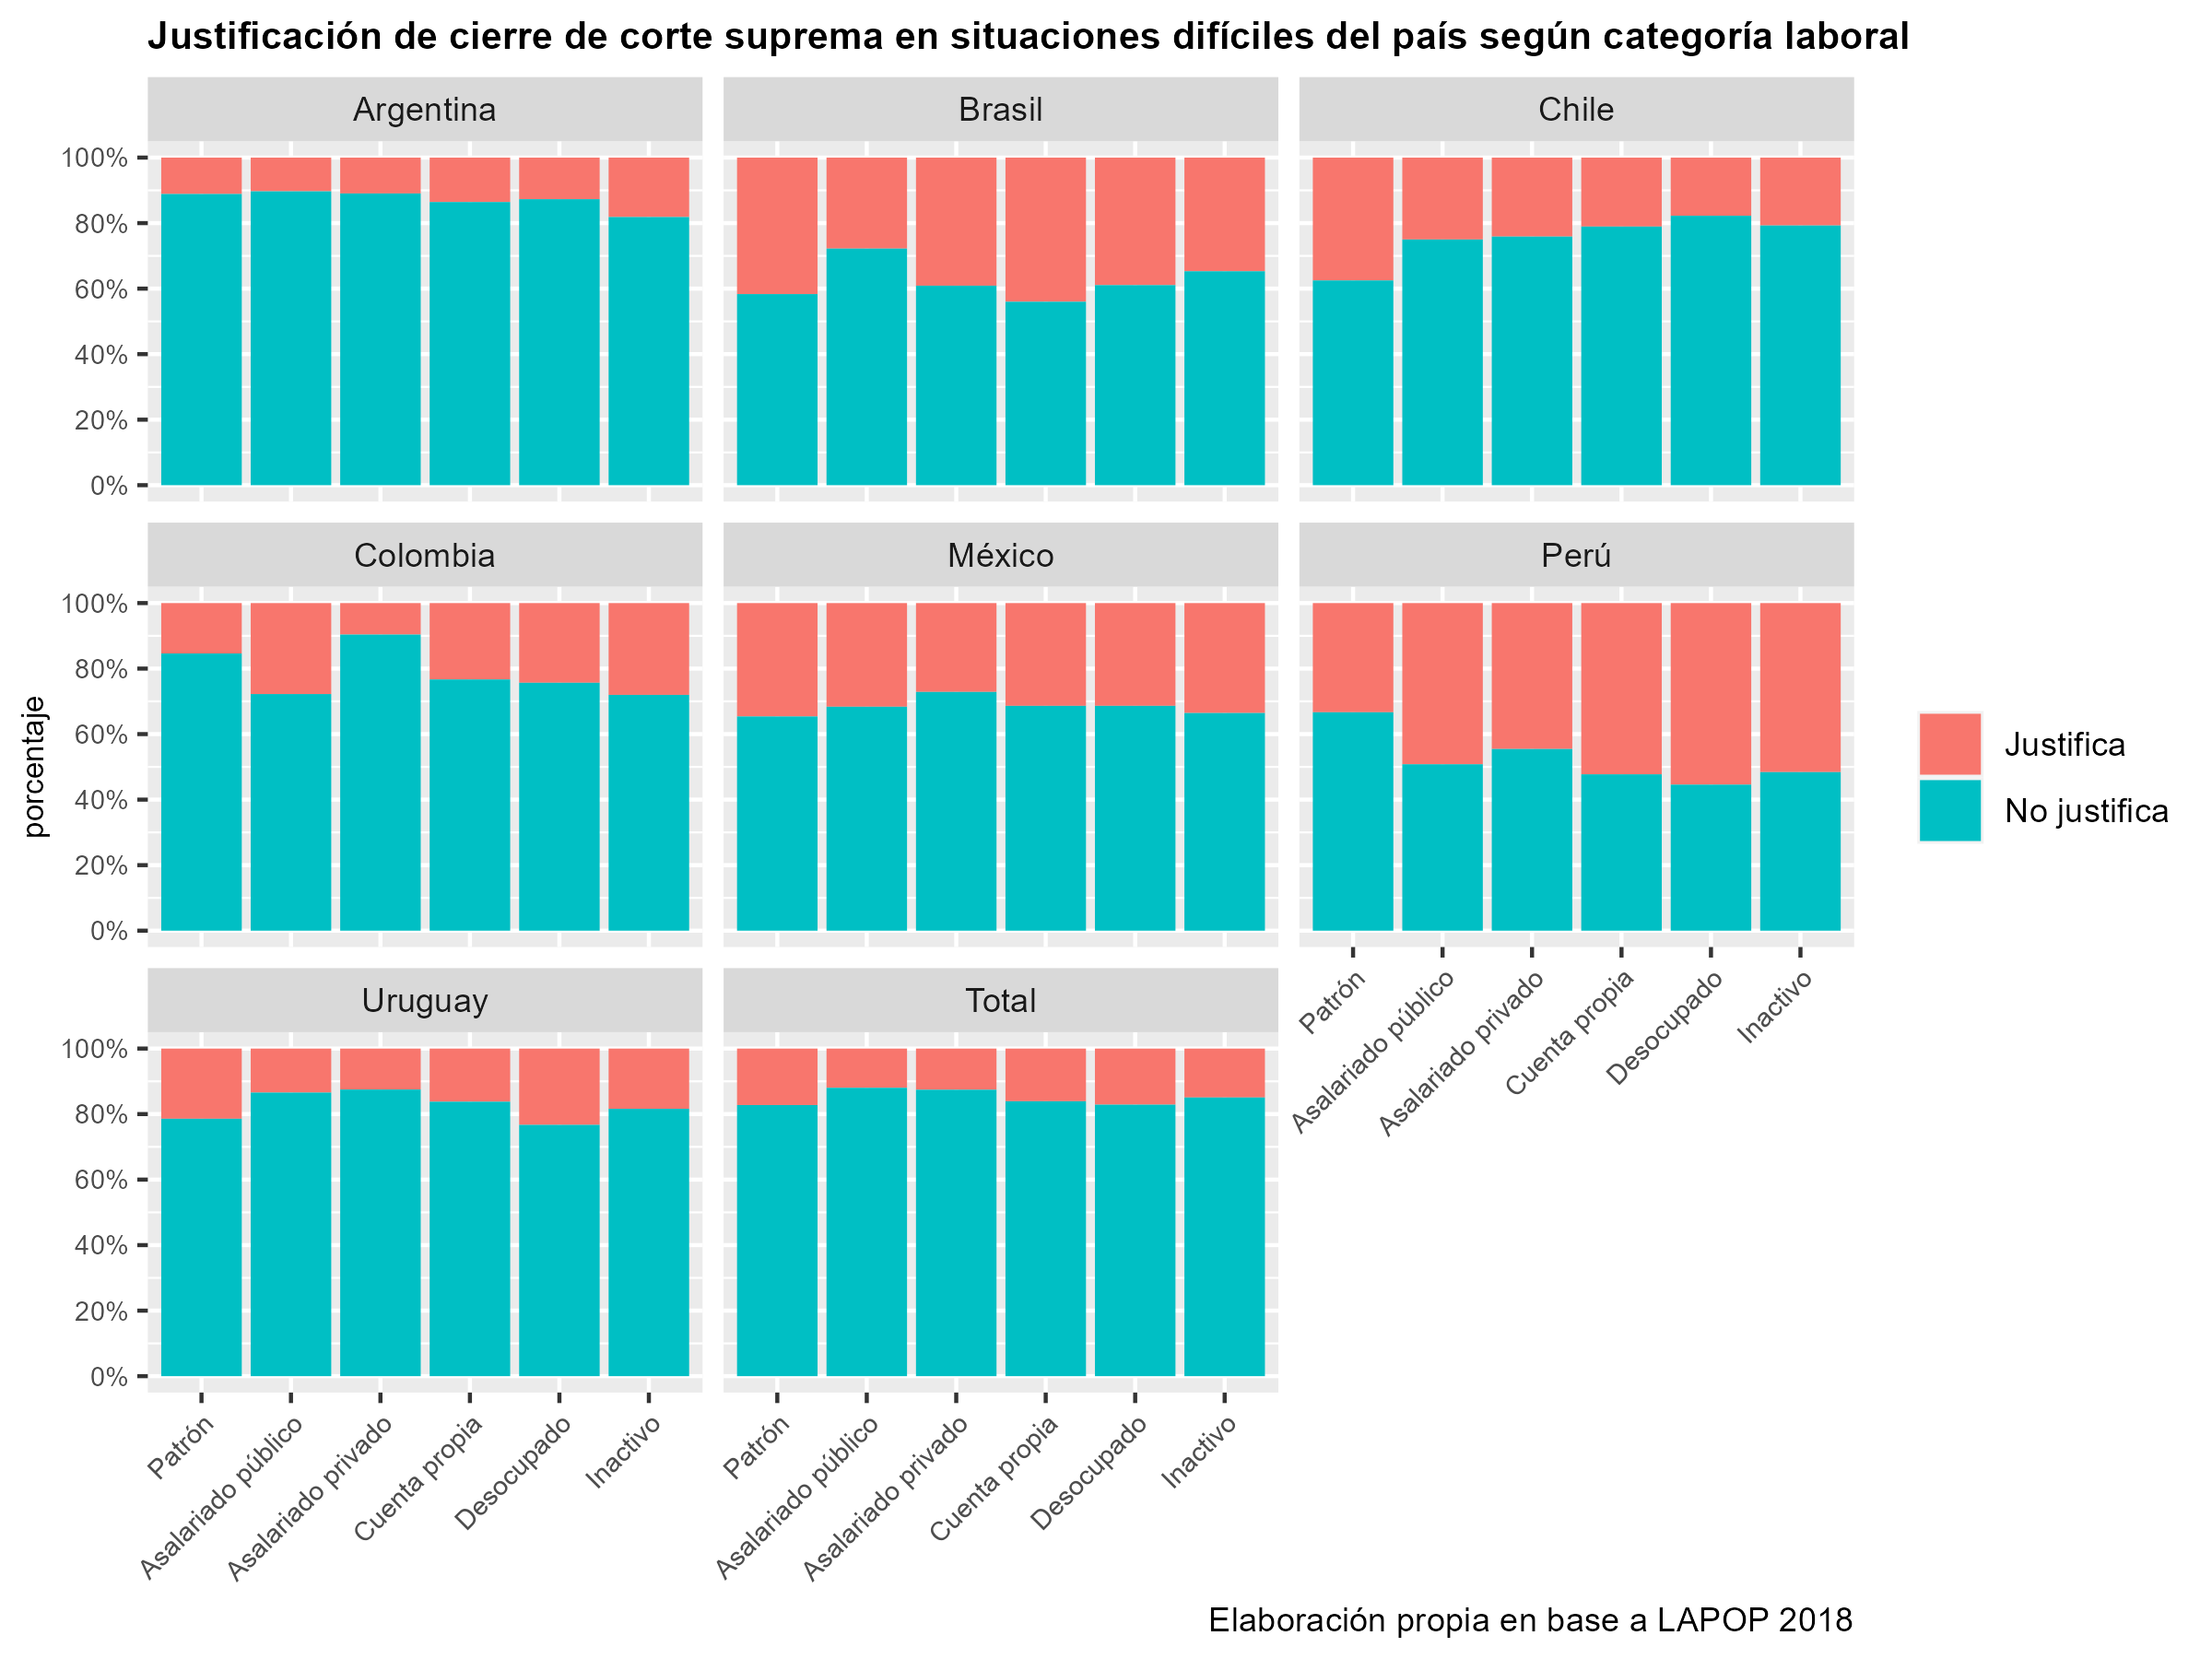 Justificación de cierre de corte suprema en situaciones difíciles del país según categoría laboral
Argentina
Brasil
Chile
100%
80%
60%
40%
20%
0%
Colombia
México
Perú
100%
80%
60%
40%
20%
0%
porcentaje
Justifica
No justifica
Patrón
Asalariado público
Asalariado privado
Cuenta propia
Desocupado
Inactivo
Uruguay
Total
100%
80%
60%
40%
20%
0%
Patrón
Asalariado público
Asalariado privado
Cuenta propia
Desocupado
Inactivo
Patrón
Asalariado público
Asalariado privado
Cuenta propia
Desocupado
Inactivo
Elaboración propia en base a LAPOP 2018